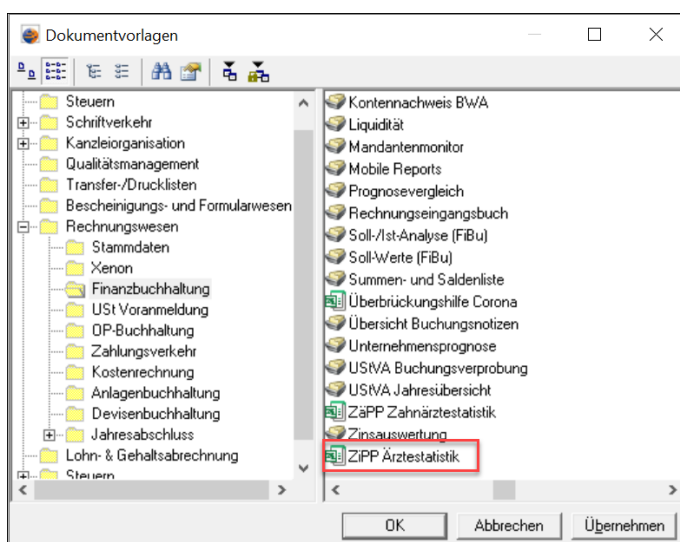 Dokumentvorlagen
Steuern
Schriftverkehr
Kanzleiorganisation
Qualitätsmanagement
Transfer-/Drucklisten
Bescheinigungs- und Formularwesen
Rechnungswesen
Stammdaten
Xenon
Finanzbuchhaltung
USt Voranmeldung
OP-Buchhaltung
Zahlungsverkehr
Kostenrechnung
Anlagenbuchhaltung
Devisenbuchhaltung
Jahresabschluss
Lohn- & Gehaltsabrechnung
Steuern
Kontennachweis BWA
Liquidität
Mandantenmonitor
Mobile Reports
Prognosevergleich
Rechnungseingangsbuch
Soll-/Ist-Analyse (FiBu)
Soll-Werte (FiBu)
Summen- und Saldenliste
Überbrückungshilfe Corona
Übersicht Buchungsnotizen
Unternehmensprognose
UStVA Buchungsverprobung
UStVA Jahresübersicht
ZäPP Zahnärztestatistik
Zinsauswertung
ZiPP Ärztestatistik
OK
Abbrechen
Übernehmen